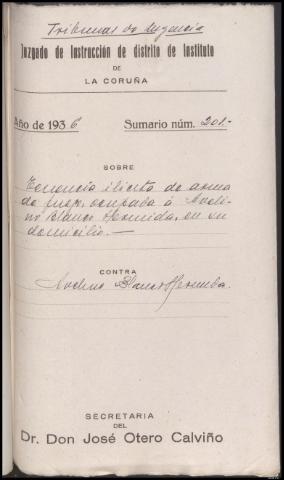 Tribunal de Urgencia
Juzgado de Instrucción de distrito de Instituto
DE
LA CORUÑA
Año de 1936 Sumario núm. 201.-
SOBRE
Tenencia ilícita de arma
de fuego, ocupada á Aveli-
no Blanco Hermida, en su
domicilio.—
CONTRA
Avelino Blanco Hermida.
SECRETARIA
DEL
Dr. Don José Otero Calviño